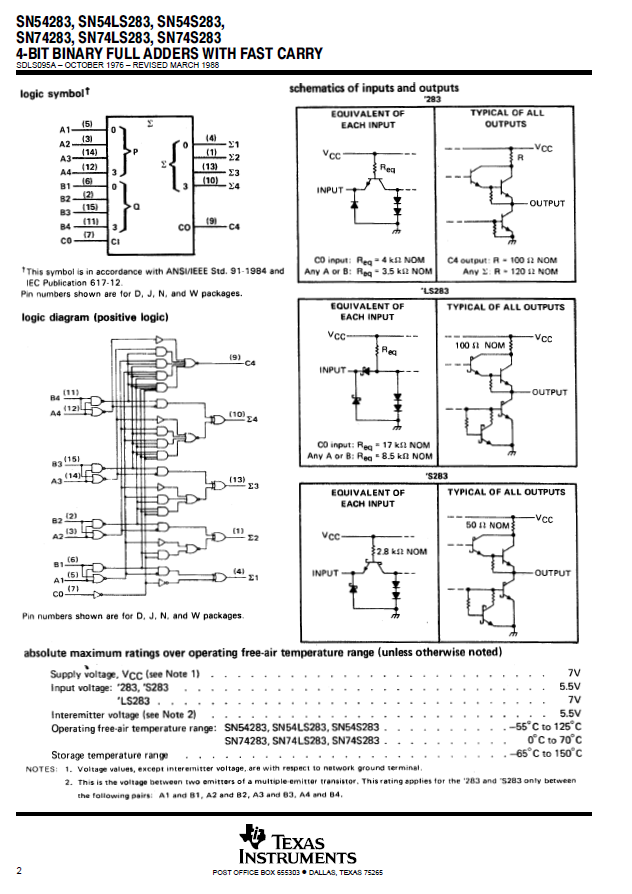 SN54283, SN54LS283, SN54S283,
SN74283, SN74LS283, SN74S283
4-BIT BINARY FULL ADDERS WITH FAST CARRY
SDLS095A – OCTOBER 1976 – REVISED MARCH 1988
logic symbol†
Σ
A1 (5) 0
A2 (3)
A3 (14)
A4 (12) 3
P
B1 (6) 0
B2 (2)
B3 (15)
B4 (11) 3
Q
C0 (7) CI
Σ
0 (4) Σ1
(1) Σ2
(13) Σ3
3 (10) Σ4
CO (9) C4
†This symbol is in accordance with ANSI/IEEE Std. 91-1984 and
IEC Publication 617-12.
Pin numbers shown are for D, J, N, and W packages.
logic diagram (positive logic)
(9) C4
B4 (11)
A4 (12)
(10) Σ4
B3 (15)
A3 (14)
(13) Σ3
B2 (2)
A2 (3)
(1) Σ2
B1 (6)
A1 (5)
(4) Σ1
C0 (7)
Pin numbers shown are for D, J, N, and W packages.
schematics of inputs and outputs
'283
EQUIVALENT OF
EACH INPUT
VCC
Req
INPUT
C0 input: Req = 4 kΩ NOM
Any A or B: Req = 3.5 kΩ NOM
TYPICAL OF ALL
OUTPUTS
VCC
R
OUTPUT
C4 output: R = 100 Ω NOM
Any Σ: R = 120 Ω NOM
'LS283
EQUIVALENT OF
EACH INPUT
VCC
Req
INPUT
C0 input: Req = 17 kΩ NOM
Any A or B: Req = 8.5 kΩ NOM
TYPICAL OF ALL OUTPUTS
VCC
100 Ω NOM
OUTPUT
'S283
EQUIVALENT OF
EACH INPUT
VCC
2.8 kΩ NOM
INPUT
TYPICAL OF ALL OUTPUTS
VCC
50 Ω NOM
OUTPUT
absolute maximum ratings over operating free-air temperature range (unless otherwise noted)
Supply voltage, VCC (see Note 1) . . . . . . . . . . . . . . . . . . . . 7V
Input voltage: '283, 'S283 . . . . . . . . . . . . . . . . . . . . 5.5V
'LS283 . . . . . . . . . . . . . . . . . . . . 7V
Interemitter voltage (see Note 2) . . . . . . . . . . . . . . . . . . . . 5.5V
Operating free-air temperature range: SN54283, SN54LS283, SN54S283 . . . . . . . . . . –55°C to 125°C
SN74283, SN74LS283, SN74S283 . . . . . . . . . . 0°C to 70°C
Storage temperature range . . . . . . . . . . . . . . . . . . . . –65°C to 150°C
NOTES: 1. Voltage values, except interemitter voltage, are with respect to network ground terminal.
2. This is the voltage between two emitters of a multiple-emitter transistor. This rating applies for the '283 and 'S283 only between
the following pairs: A1 and B1, A2 and B2, A3 and B3, A4 and B4.
TEXAS
INSTRUMENTS
2
POST OFFICE BOX 655303 • DALLAS, TEXAS 75265